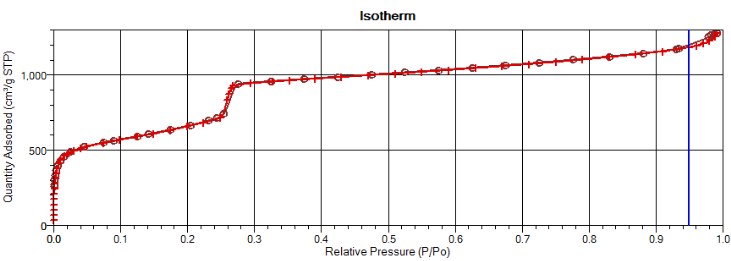 Isotherm
Quantity Adsorbed (cm³/g STP)
1,000
500
0
0.0 0.1 0.2 0.3 0.4 0.5 0.6 0.7 0.8 0.9 1.0
Relative Pressure (P/Po)